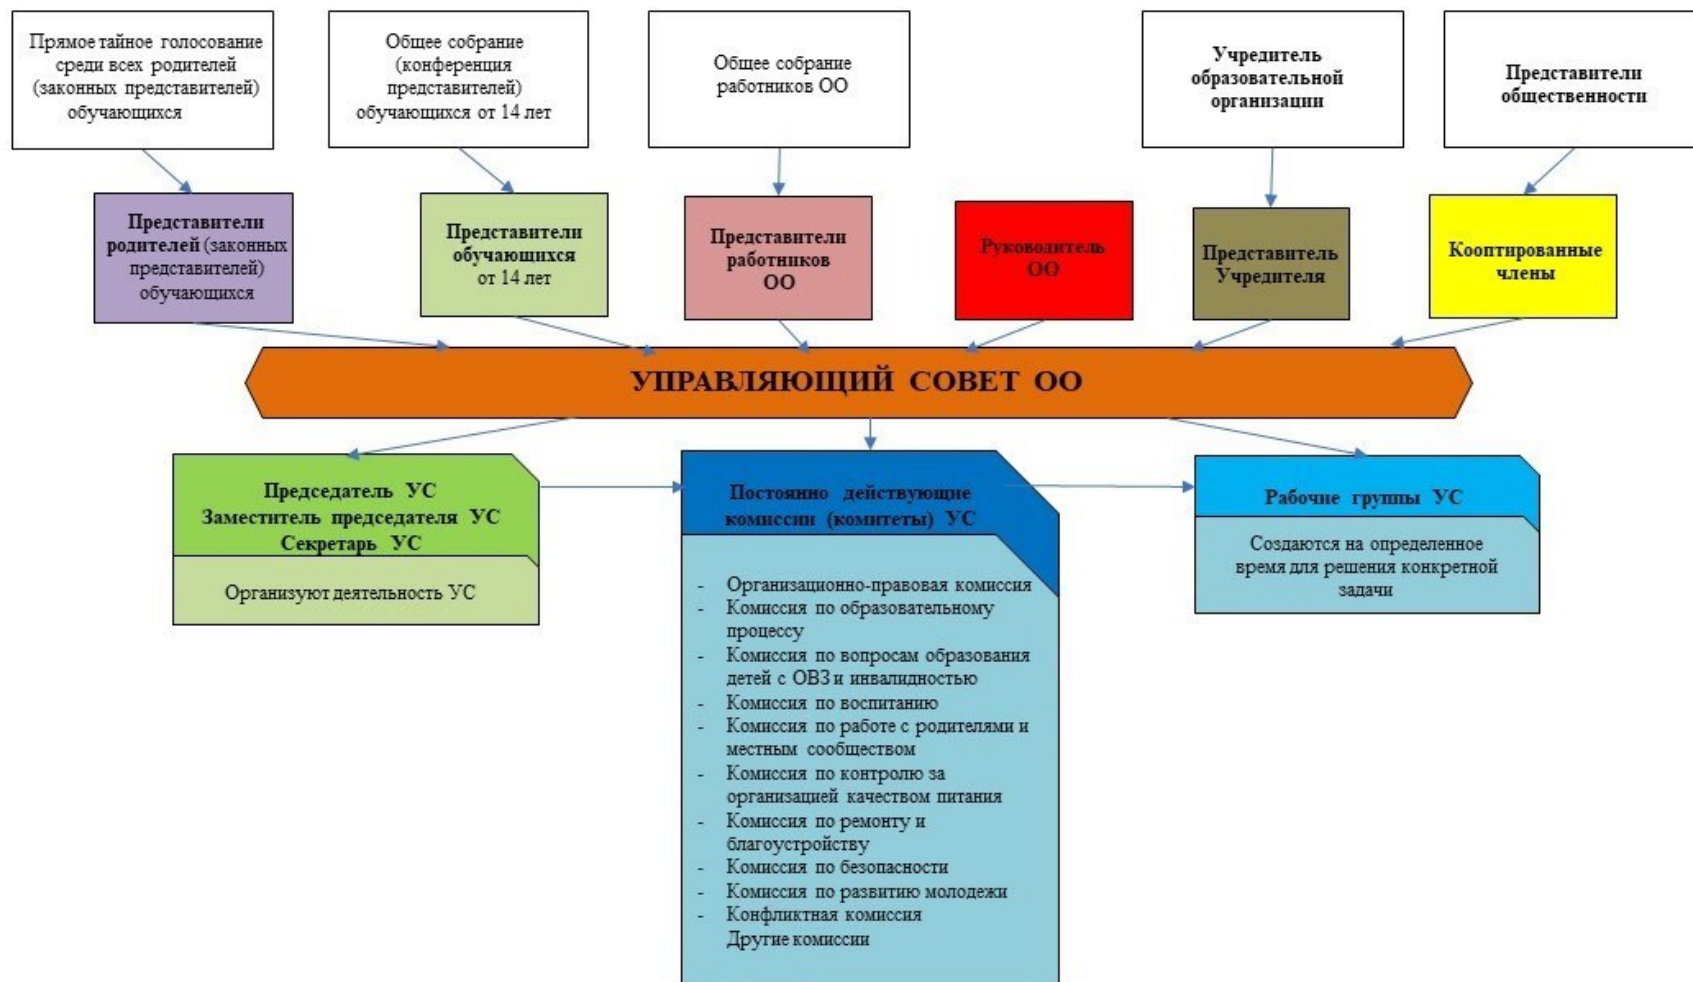 Прямое тайное голосование
среди всех родителей
(законных представителей)
обучающихся
Общее собрание
(конференция
представителей)
обучающихся от 14 лет
Общее собрание
работников ОО
Учредитель
образовательной
организации
Представители
общественности
Представители
родителей (законных
представителей)
обучающихся
Представители
обучающихся
от 14 лет
Представители
работников
ОО
Руководитель
ОО
Представитель
Учредителя
Кооптированные
члены
УПРАВЛЯЮЩИЙ СОВЕТ ОО
Председатель УС
Заместитель председателя УС
Секретарь УС
Организуют деятельность УС
Постоянно действующие
комиссии (комитеты) УС
- Организационно-правовая комиссия
- Комиссия по образовательному
процессу
- Комиссия по вопросам образования
детей с ОВЗ и инвалидностью
- Комиссия по воспитанию
- Комиссия по работе с родителями и
местным сообществом
- Комиссия по контролю за
организацией качеством питания
- Комиссия по ремонту и
благоустройству
- Комиссия по безопасности
- Комиссия по развитию молодежи
- Конфликтная комиссия
Другие комиссии
Рабочие группы УС
Создаются на определенное
время для решения конкретной
задачи